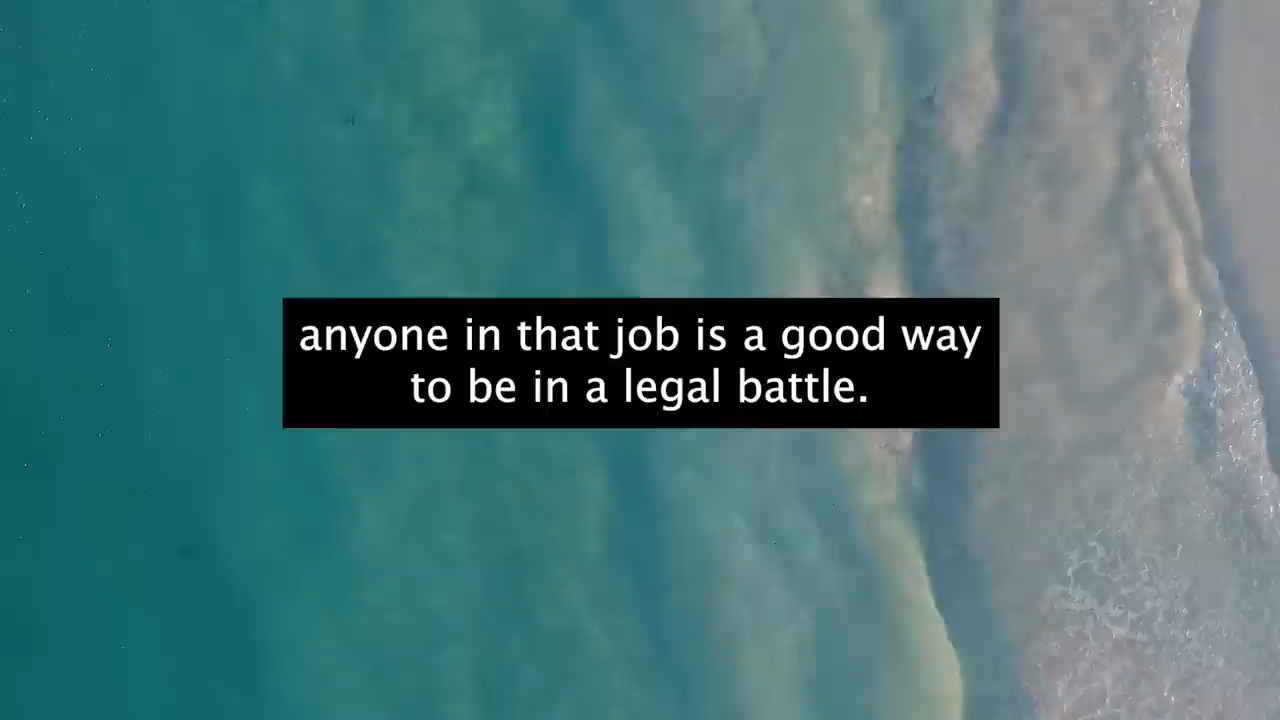 anyone in that job is a good way
to be in a legal battle.